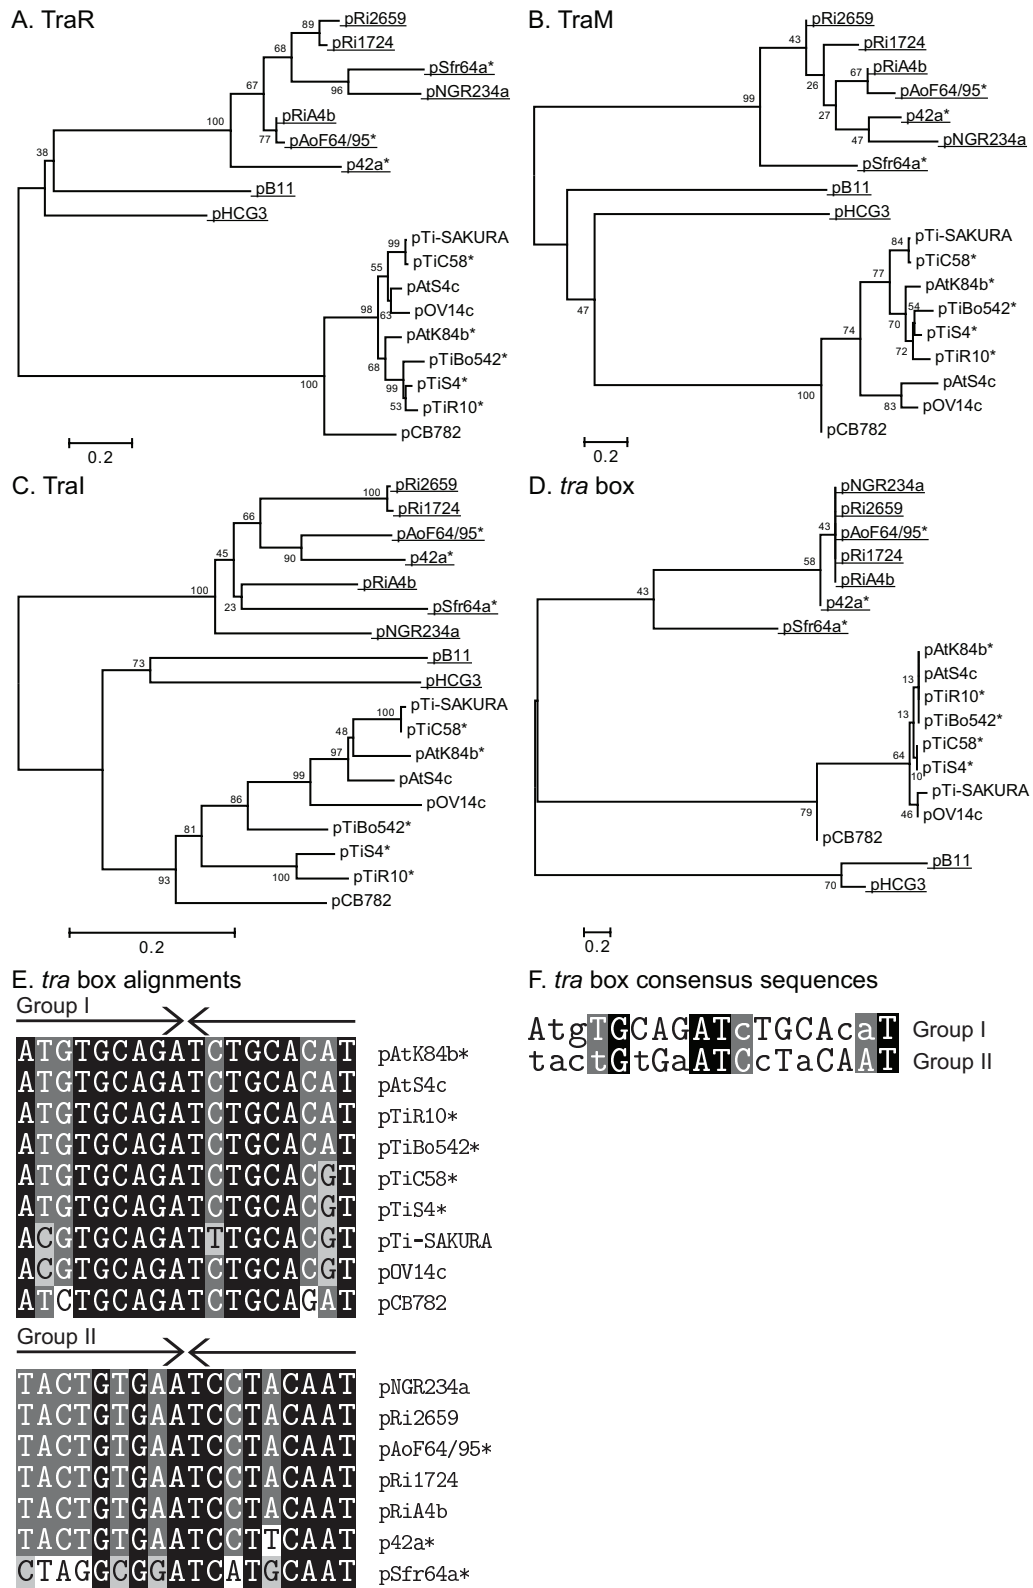 A. TraR
89
pRi2659
pRi1724
68
pSfr64a*
96
pNGR234a
67
100
pRiA4b
77
pAoF64/95*
p42a*
38
pB11
pHCG3
pTi-SAKURA
99
pTiC58*
55
pAtS4c
98
63
pOV14c
pAtK84b*
68
pTiBo542*
99
pTiS4*
53
pTiR10*
100
pCB782
0.2
B. TraM
pRi2659
43
pRi1724
67
pRiA4b
26
pAoF64/95*
99
27
p42a*
47
pNGR234a
pSfr64a*
pB11
pHCG3
pTi-SAKURA
84
pTiC58*
77
pAtK84b*
47
54
pTiBo542*
70
pTiS4*
74
72
pTiR10*
pAtS4c
100
83
pOV14c
pCB782
0.2
C. TraI
pRi2659
100
pRi1724
66
pAoF64/95*
45
90
p42a*
100
pRiA4b
23
pSfr64a*
pNGR234a
pB11
73
pHCG3
pTi-SAKURA
100
pTiC58*
48
pAtK84b*
97
pAtS4c
99
pOV14c
86
pTiBo542*
81
pTiS4*
100
pTiR10*
93
pCB782
0.2
D. tra box
pNGR234a
pRi2659
43
pAoF64/95*
pRi1724
58
pRiA4b
43
p42a*
pSfr64a*
pAtK84b*
13
pAtS4c
pTiR10*
13
pTiBo542*
pTiC58*
64
pTiS4*
10
pTi-SAKURA
46
pOV14c
79
pCB782
pB11
70
pHCG3
0.2
E. tra box alignments
Group I
ATGTGCAGATCTGCACAT pAtK84b*
ATGTGCAGATCTGCACAT pAtS4c
ATGTGCAGATCTGCACAT pTiR10*
ATGTGCAGATCTGCACAT pTiBo542*
ATGTGCAGATCTGCACGT pTiC58*
ATGTGCAGATCTGCACGT pTiS4*
ACGTGCAGATTTGCACGT pTi-SAKURA
ACGTGCAGATCTGCACGT pOV14c
ATCTGCAGATCTGCAGAT pCB782
Group II
TACTGTGAATCCTACAAT pNGR234a
TACTGTGAATCCTACAAT pRi2659
TACTGTGAATCCTACAAT pAoF64/95*
TACTGTGAATCCTACAAT pRi1724
TACTGTGAATCCTACAAT pRiA4b
TACTGTGAATCCTTCAAT p42a*
CTAGGCGGATCATGCAAT pSfr64a*
F. tra box consensus sequences
AtgTGCAGATcTGCAcaT Group I
tactGtGaATCcTaCAAT Group II